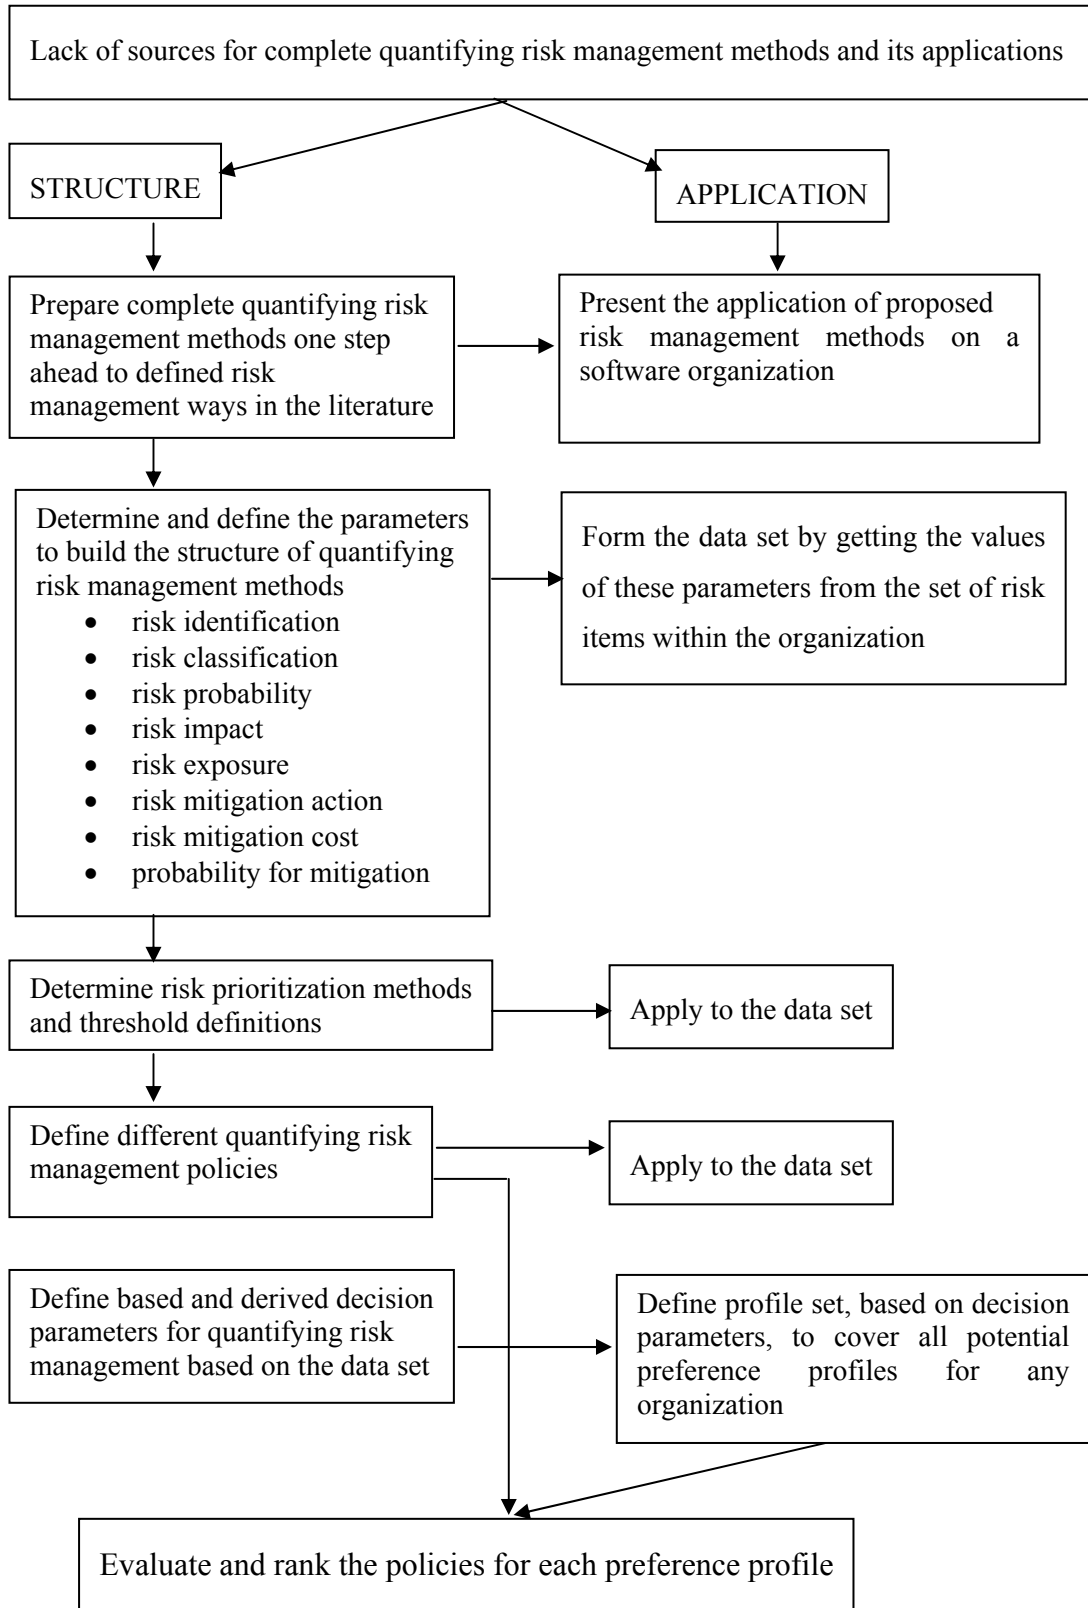 Lack of sources for complete quantifying risk management methods and its applications
STRUCTURE
APPLICATION
Prepare complete quantifying risk
management methods one step
ahead to defined risk
management ways in the literature
Present the application of proposed
risk management methods on a
software organization
Determine and define the parameters
to build the structure of quantifying
risk management methods
• risk identification
• risk classification
• risk probability
• risk impact
• risk exposure
• risk mitigation action
• risk mitigation cost
• probability for mitigation
Form the data set by getting the values
of these parameters from the set of risk
items within the organization
Determine risk prioritization methods
and threshold definitions
Apply to the data set
Define different quantifying risk
management policies
Apply to the data set
Define based and derived decision
parameters for quantifying risk
management based on the data set
Define profile set, based on decision
parameters, to cover all potential
preference profiles for any
organization
Evaluate and rank the policies for each preference profile